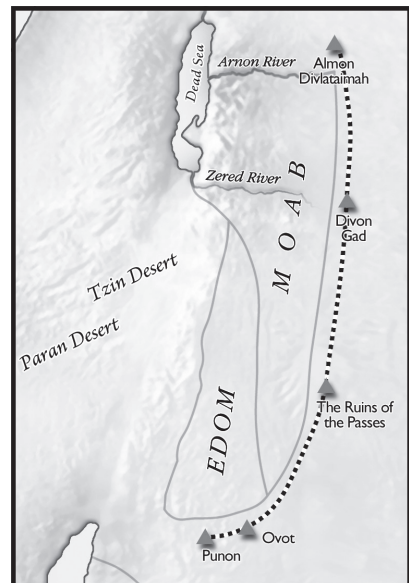 Dead Sea
Arnon River
Almon
Divlataimah
Zered River
MOAB
Divon
Gad
Tzin Desert
Paran Desert
EDOM
The Ruins of
the Passes
Ovot
Punon